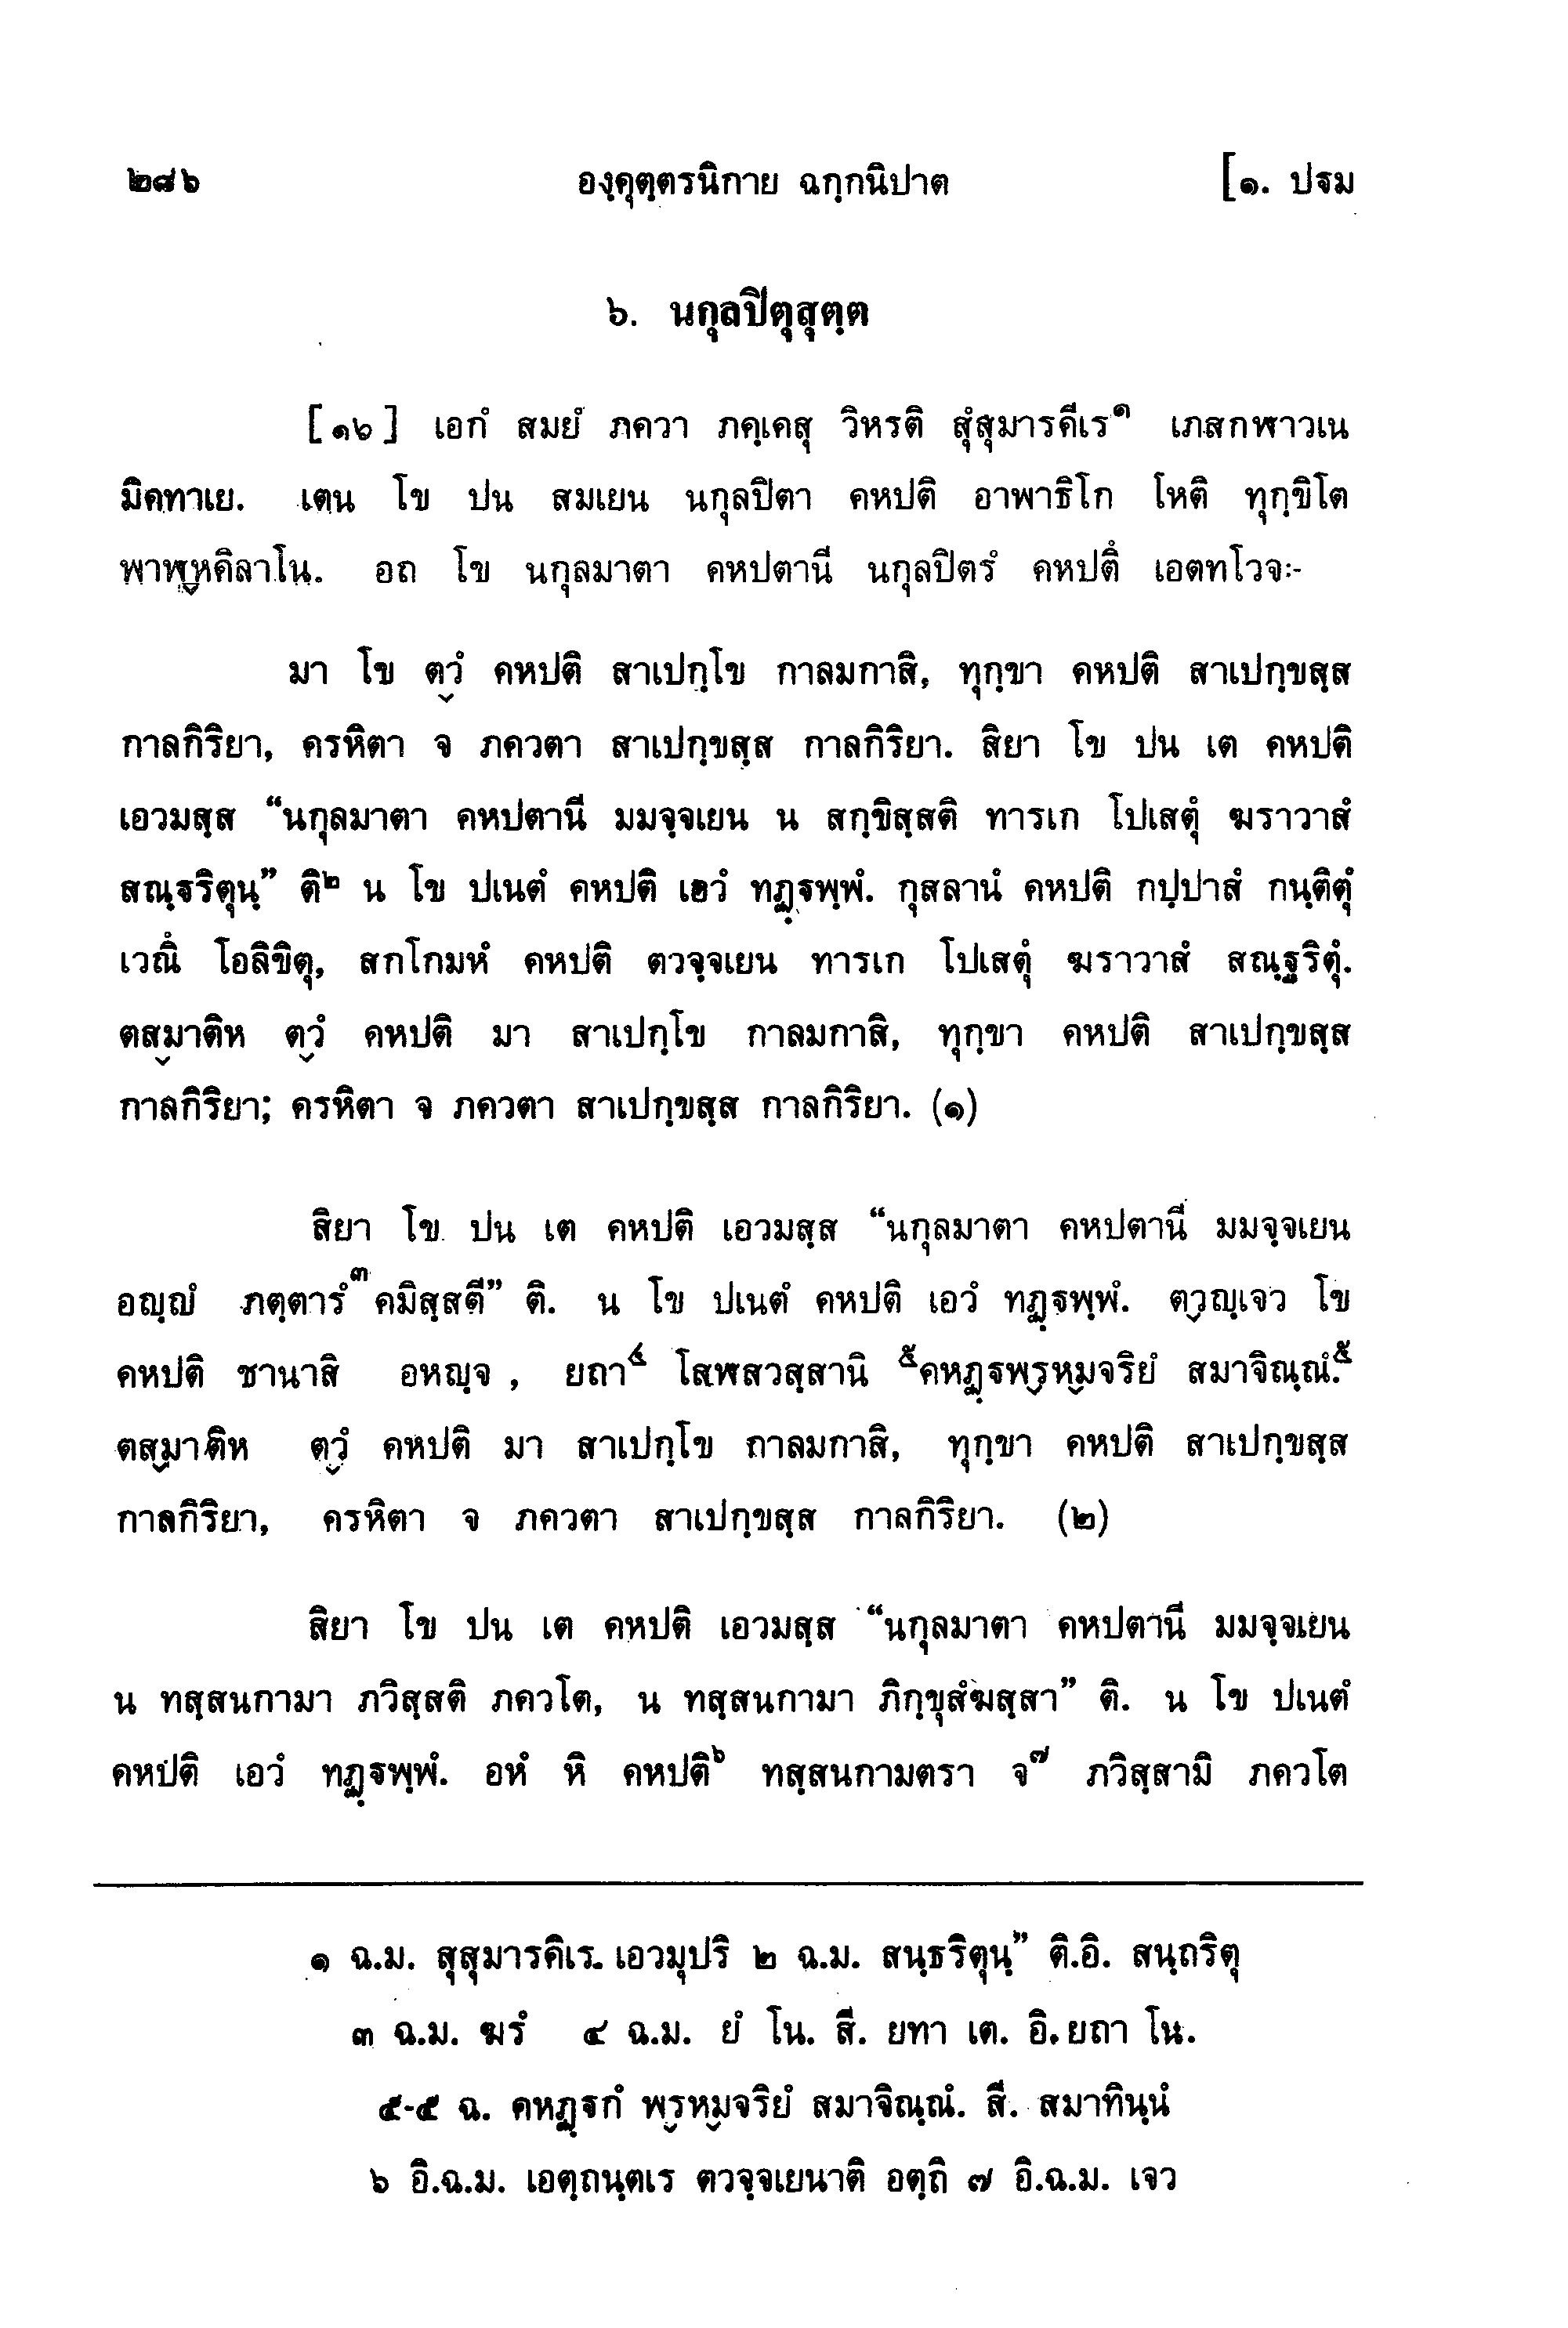 ๒๘๖ องฺคุตฺตรนิกาย ฉกฺกนิปาต [๑. ปฐม
๖. นกุลปิตุสุตฺต
[๑๖] เอกํ สมยํ ภควา ภคฺเคสุ วิหรติ สุํสุมารคีเร๑ เภสกฬาวเน
มิคทาเย. เตน โข ปน สมเยน นกุลปิตา คหปติ อาพาธิโก โหติ ทุกฺขิโต
พาฬฺหคิลาโน. อถ โข นกุลมาตา คหปตานี นกุลปิตรํ คหปตึ เอตทโวจะ-
มา โข ตฺวํ คหปติ สาเปกฺโข กาลมกาสิ, ทุกฺขา คหปติ สาเปกฺขสฺส
กาลกิริยา, ครหิตา จ ภควตา สาเปกฺขสฺส กาลกิริยา. สิยา โข ปน เต คหปติ
เอวมสฺส “นกุลมาตา คหปตานี มมจฺจเยน น สกฺขิสฺสติ ทารเก โปเสตุํ ฆราวาสํ
สณฺฐริตุนฺ” ติ๒ น โข ปเนตํ คหปติ เอวํ ทฏฺฐพฺพํ. กุสลานํ คหปติ กปฺปาสํ กนฺติตุํ
เวณึ โอลิขิตุ, สกโกมหํ คหปติ ตวจฺจเยน ทารเก โปเสตุํ ฆราวาสํ สณฺฐริตุํ.
ตสฺมาติห ตฺวํ คหปติ มา สาเปกฺโข กาลมกาสิ, ทุกฺขา คหปติ สาเปกฺขสฺส
กาลกิริยา; ครหิตา จ ภควตา สาเปกฺขสฺส กาลกิริยา. (๑)
สิยา โข ปน เต คหปติ เอวมสฺส “นกุลมาตา คหปตานี มมจฺจเยน
อญฺญํ ภตฺตารํ๓ คมิสฺสตี” ติ. น โข ปเนตํ คหปติ เอวํ ทฏฺฐพฺพํ. ตฺวญฺเจว โข
คหปติ ชานาสิ อหญฺจ , ยถา๔ โสฬสวสฺสานิ ๕คหฏฺฐพฺรหฺมจริยํ สมาจิณฺณํ.๕
ตสฺมาติห ตฺวํ คหปติ มา สาเปกฺโข กาลมกาสิ, ทุกฺขา คหปติ สาเปกฺขสฺส
กาลกิริยา, ครหิตา จ ภควตา สาเปกฺขสฺส กาลกิริยา. (๒)
สิยา โข ปน เต คหปติ เอวมสฺส “นกุลมาตา คหปตานี มมจฺจเยน
น ทสฺสนกามา ภวิสฺสติ ภควโต, น ทสฺสนกามา ภิกฺขุสํฆสฺสา” ติ. น โข ปเนตํ
คหปติ เอวํ ทฏฺฐพฺพํ. อหํ หิ คหปติ๖ ทสฺสนกามตรา จ๗ ภวิสฺสามิ ภควโต
๑ ฉ.ม. สุสุมารคิเร. เอวมุปริ ๒ ฉ.ม. สนฺธริตุนฺ” ติ.อิ. สนฺถริตุ
๓ ฉ.ม. ฆรํ ๔ ฉ.ม. ยํ โน. สี. ยทา เต. อิ. ยถา โน.
๕-๕ ฉ. คหฏฺฐกํ พฺรหฺมจริยํ สมาจิณฺณํ. สี. สมาทินฺนํ
๖ อิ.ฉ.ม. เอตฺถนฺตเร ตวจฺจเยนาติ อตฺถิ ๗ อิ.ฉ.ม. เจว